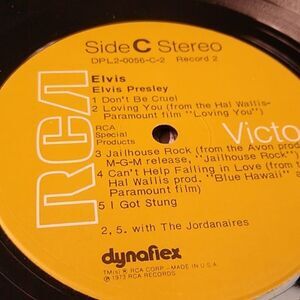 Side C Stereo
DPL2-0056-C-2 Record 2
Elvis
Elvis Presley
1 Don't Be Cruel
2 Loving You (from the Hal Wallis-
Paramount film "Loving You")
RCA
Special
Products
RCA
Victo
3 Jailhouse Rock (from the Avon
M-G-M release, "Jailhouse Rock")
4 Can't Help Falling in Love (from
Hal Wallis prod. "Blue Hawaii" a
Paramount film)
5 I Got Stung
2, 5. with The Jordanaires
dynaflex
TM(s) ® RCA CORP.-MADE IN U.S.A.
℗ 1973 RCA RECORDS